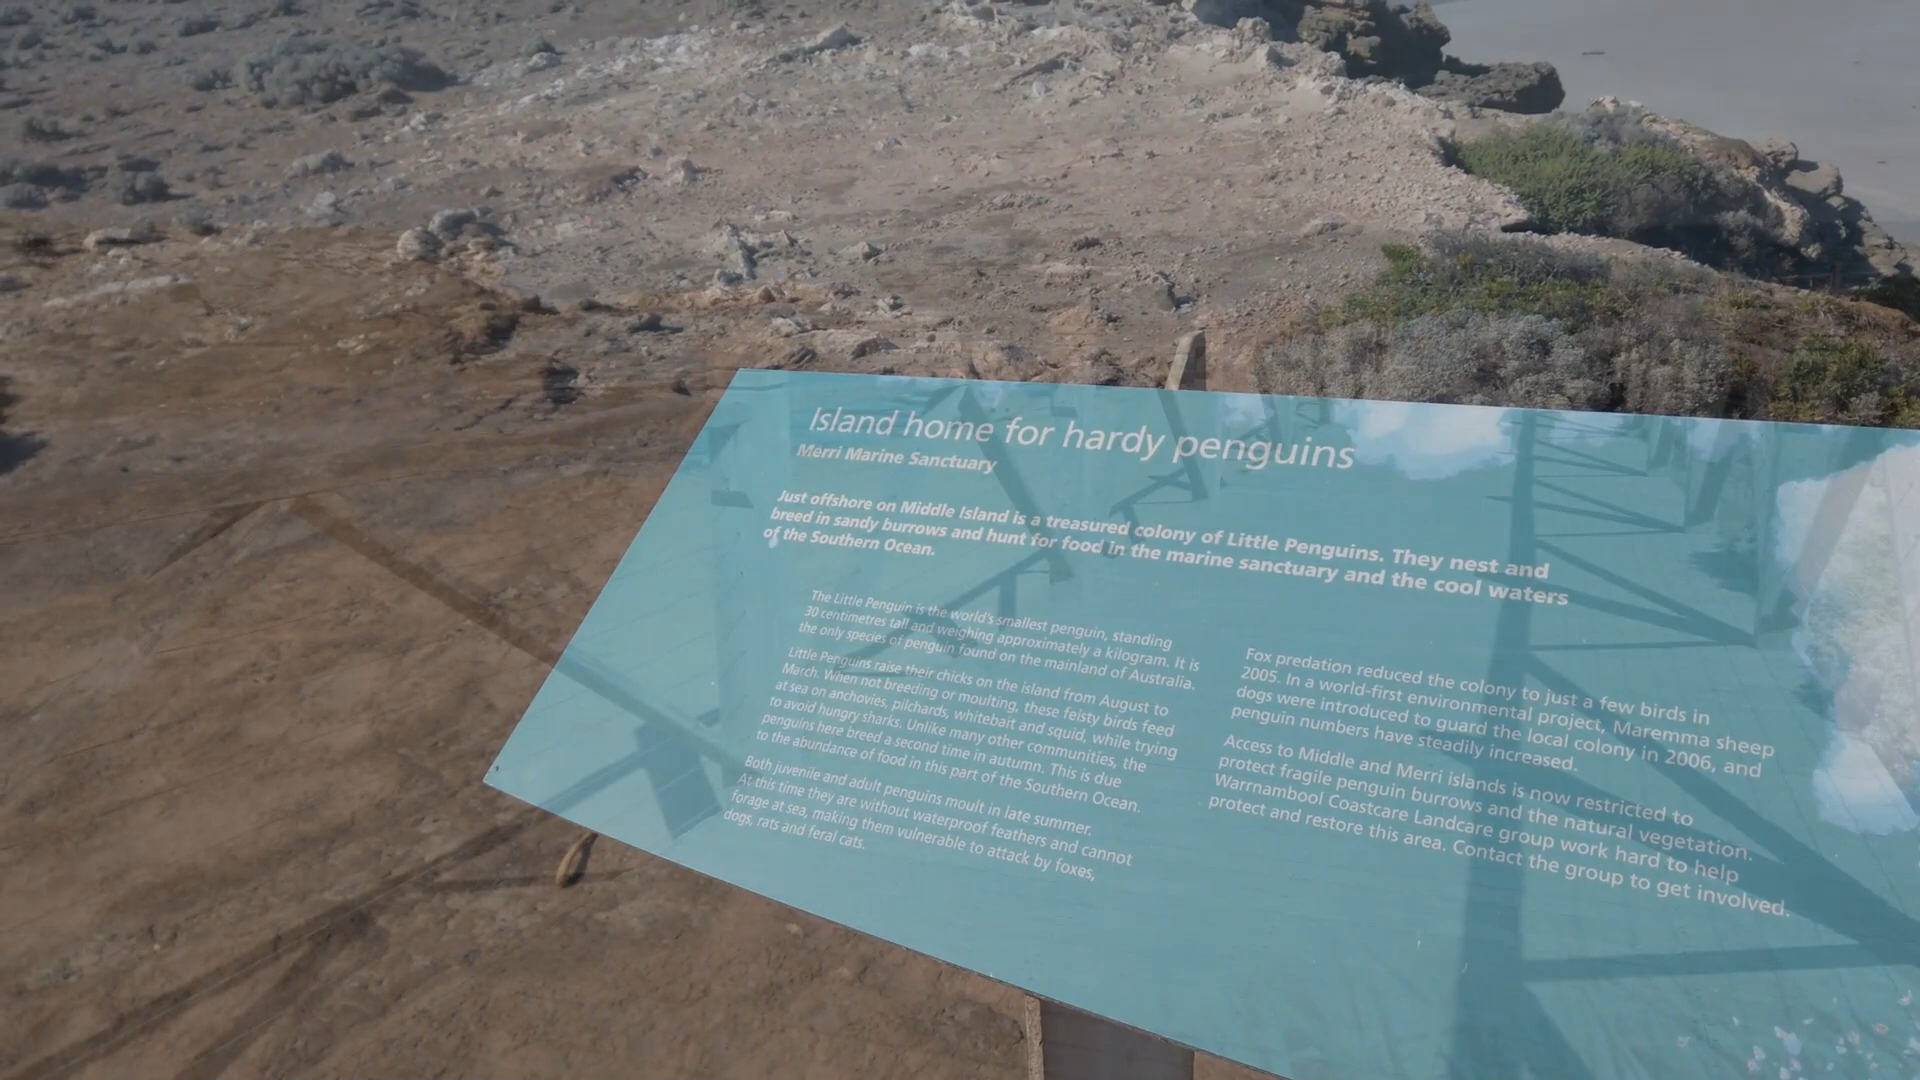 Island home for hardy penguins
Merri Marine Sanctuary
Just offshore on Middle Island is a treasured colony of Little Penguins. They nest and
breed in sandy burrows and hunt for food in the marine sanctuary and the cool waters
of the Southern Ocean.
The Little Penguin is the world's smallest penguin, standing
30 centimetres tall and weighing approximately a kilogram. It is
the only species of penguin found on the mainland of Australia.
Little Penguins raise their chicks on the island from August to
March. When not breeding or moulting, these feisty birds feed
at sea on anchovies, pilchards, whitebait and squid, while trying
to avoid hungry sharks. Unlike many other communities, the
penguins here breed a second time in autumn. This is due
to the abundance of food in this part of the Southern Ocean.
Both juvenile and adult penguins moult in late summer.
At this time they are without waterproof feathers and cannot
forage at sea, making them vulnerable to attack by foxes,
dogs, rats and feral cats.
Fox predation reduced the colony to just a few birds in
2005. In a world-first environmental project, Maremma sheep
dogs were introduced to guard the local colony in 2006, and
penguin numbers have steadily increased.
Access to Middle and Merri islands is now restricted to
protect fragile penguin burrows and the natural vegetation.
Warrnambool Coastcare Landcare group work hard to help
protect and restore this area. Contact the group to get involved.